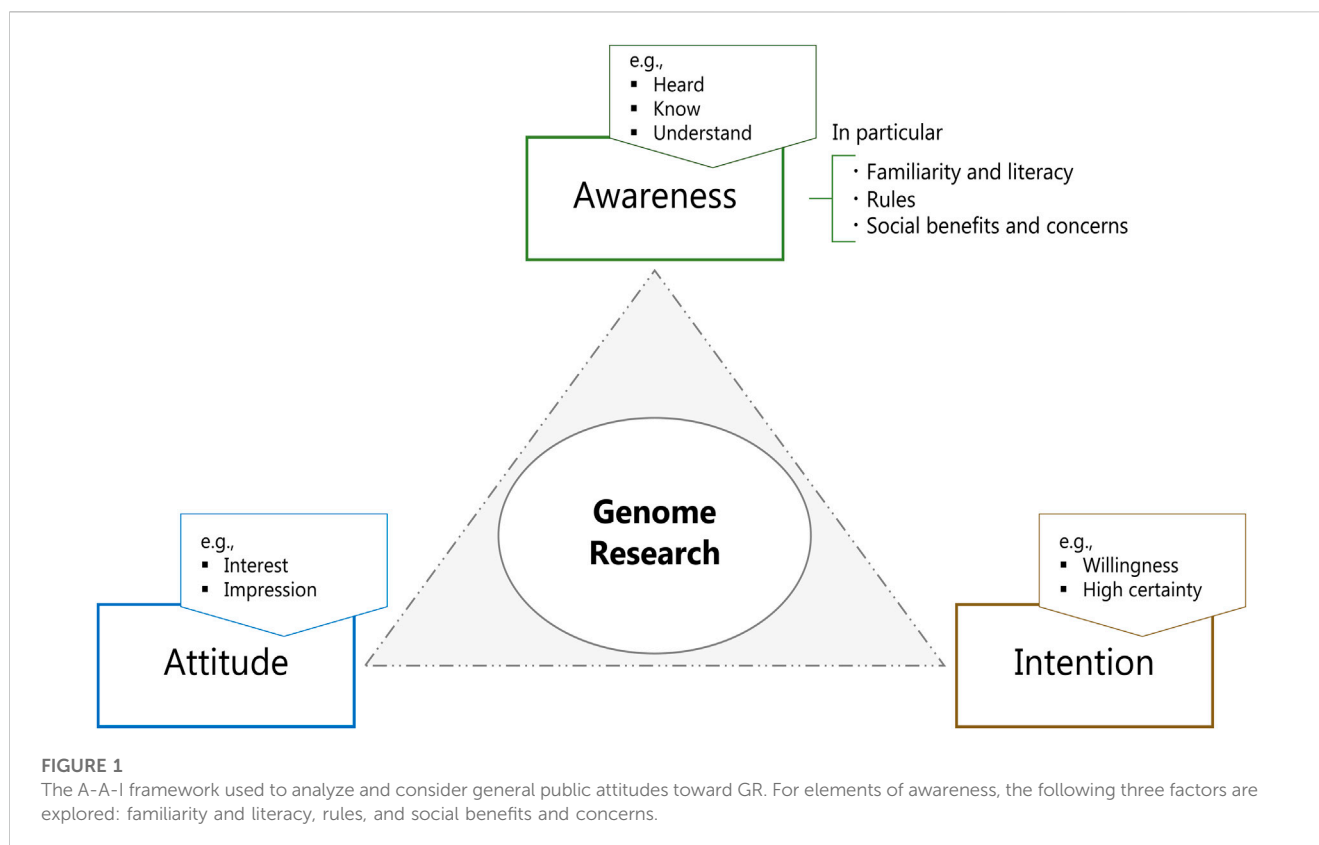 e.g.,
▪ Heard
▪ Know
▪ Understand
Awareness
In particular
・Familiarity and literacy
・Rules
・Social benefits and concerns
Genome
Research
e.g.,
▪ Interest
▪ Impression
Attitude
e.g.,
▪ Willingness
▪ High certainty
Intention
FIGURE 1
The A-A-I framework used to analyze and consider general public attitudes toward GR. For elements of awareness, the following three factors are
explored: familiarity and literacy, rules, and social benefits and concerns.